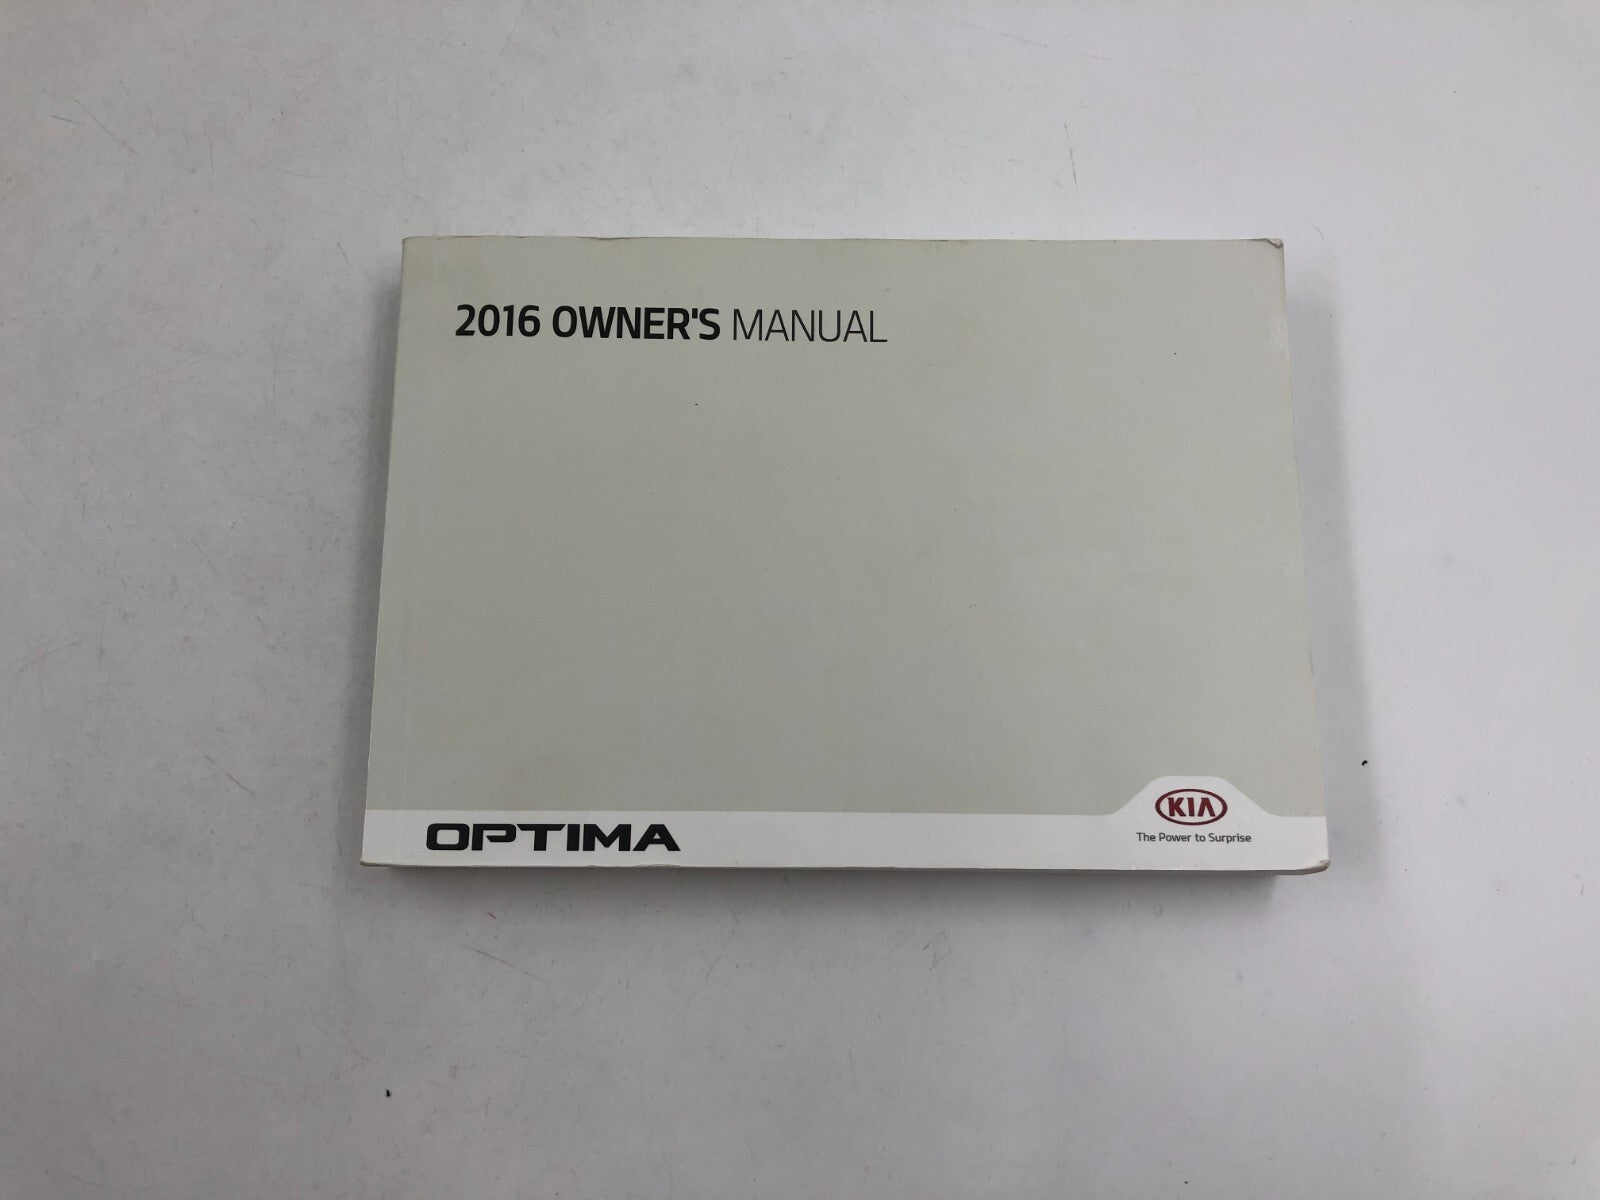 2016 OWNER'S MANUAL
OPTIMA
KIA
The Power to Surprise